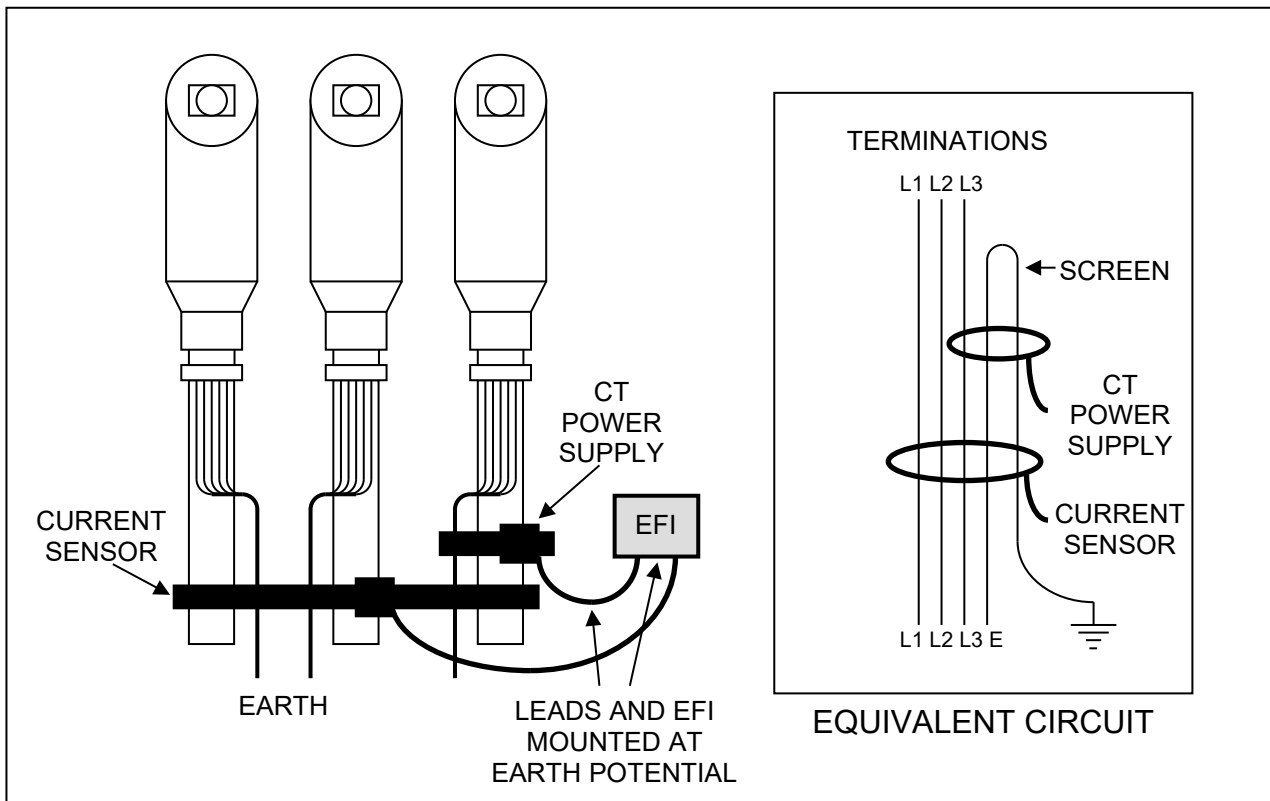 CT
POWER
SUPPLY
CURRENT
SENSOR
EFI
EARTH
LEADS AND EFI
MOUNTED AT
EARTH POTENTIAL
TERMINATIONS
L1 L2 L3
SCREEN
CT
POWER
SUPPLY
CURRENT
SENSOR
L1 L2 L3 E
EQUIVALENT CIRCUIT